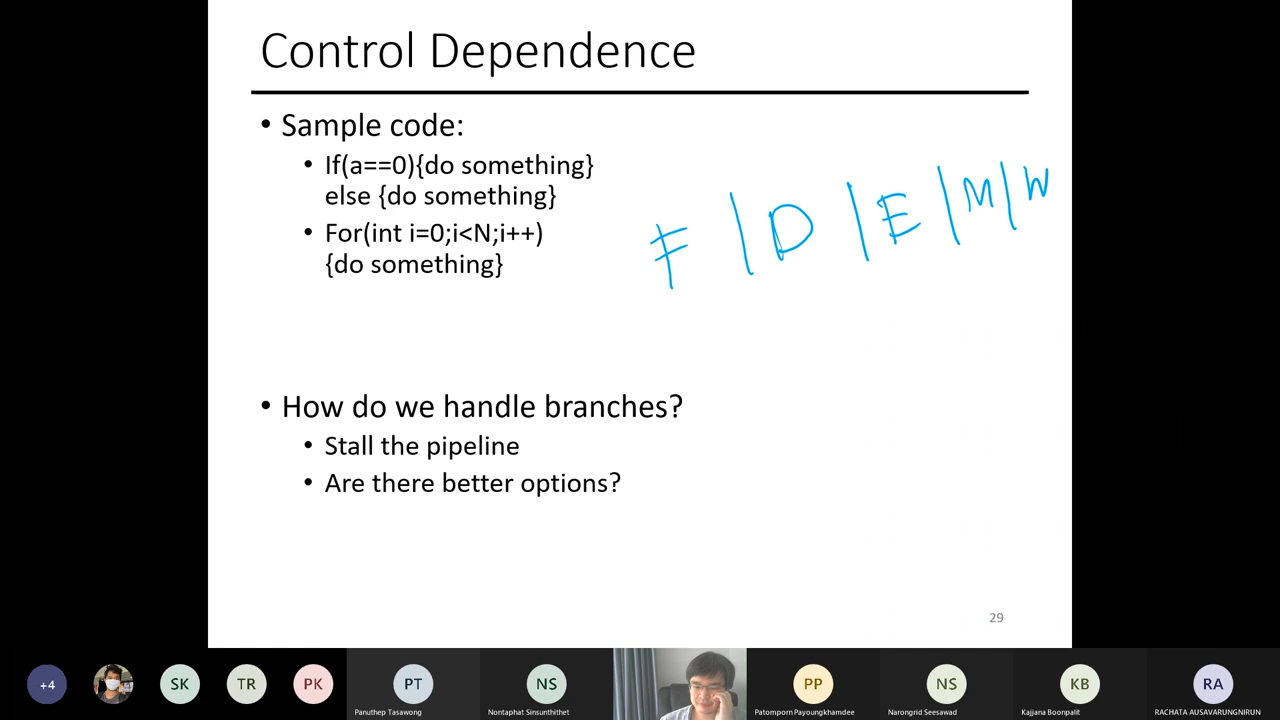 Control Dependence
• Sample code:
• If(a==0){do something}
else {do something}
• For(int i=0;i<N;i++)
{do something}
F | D | E | M | W
• How do we handle branches?
• Stall the pipeline
• Are there better options?
29
+4
SK
TR
PK
PT
NS
PP
NS
KB
RA
Panuthep Tasawong
Nontaphat Sinsunthithet
Patomporn Payoungkhamdee
Narongrid Seesawad
Kajjana Boonpalit
RACHATA AUSAVARUNGNIRUN